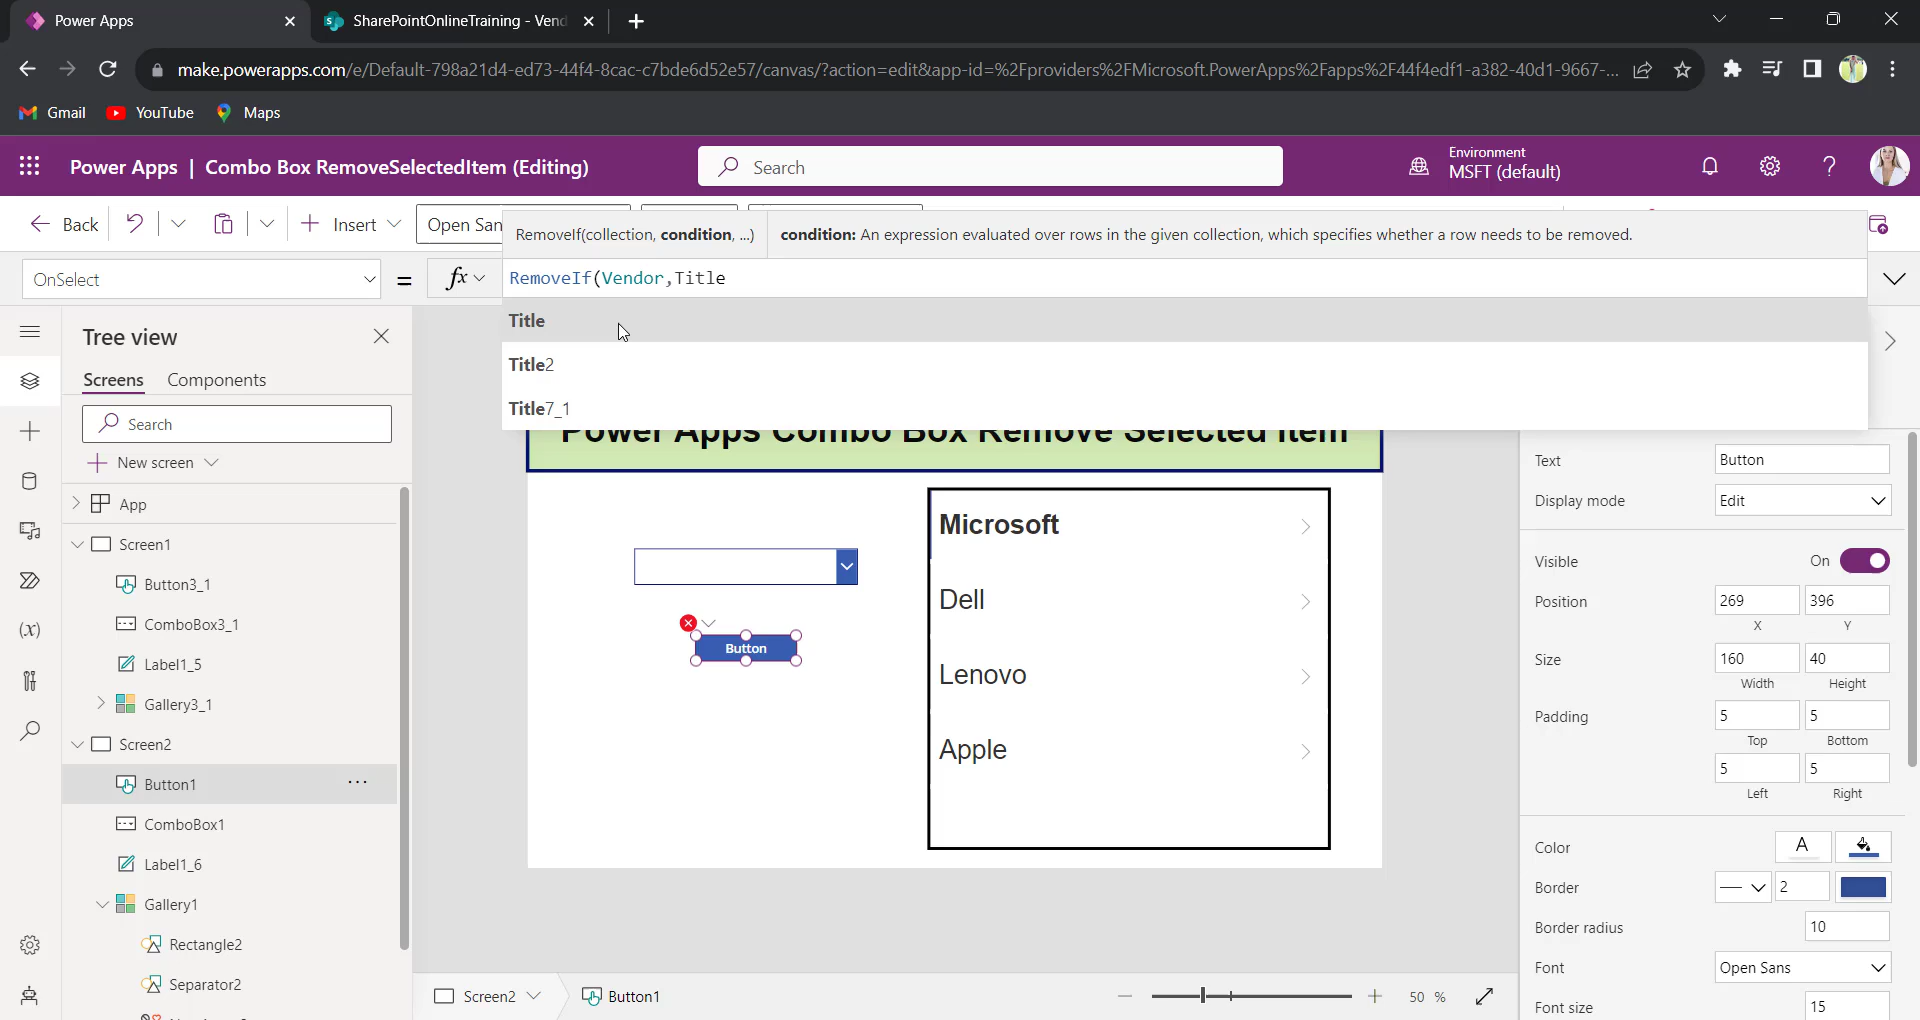 Power Apps
SharePointOnlineTraining - Vend
make.powerapps.com/e/Default-798a21d4-ed73-44f4-8cac-c7bde6d52e57/canvas/?action=edit&app-id=%2Fproviders%2FMicrosoft.PowerApps%2Fapps%2F44f4edf1-a382-40d1-9667-...
Gmail
YouTube
Maps
Power Apps | Combo Box RemoveSelectedItem (Editing)
Search
Environment
MSFT (default)
Back
Insert
Open San
RemoveIf(collection, condition, ...)
condition: An expression evaluated over rows in the given collection, which specifies whether a row needs to be removed.
OnSelect
=
fx
RemoveIf(Vendor,Title
Title
Title2
Title7_1
Tree view
Screens
Components
Search
New screen
App
Screen1
Button3_1
ComboBox3_1
Label1_5
Gallery3_1
Screen2
Button1
...
ComboBox1
Label1_6
Gallery1
Rectangle2
Separator2
Power Apps Combo Box Remove Selected Item
Button
Microsoft
Dell
Lenovo
Apple
Text
Button
Display mode
Edit
Visible
On
Position
269
396
X
Y
Size
160
40
Width
Height
Padding
5
5
Top
Bottom
5
5
Left
Right
Color
A
Border
2
Border radius
10
Font
Open Sans
Font size
15
Screen2
Button1
50 %